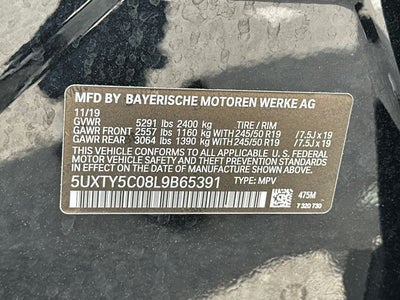 MFD BY BAYERISCHE MOTOREN WERKE AG
11/19
GVWR 5291 lbs 2400 kg TIRE / RIM
GAWR FRONT 2557 lbs 1160 kg WITH 245/50 R19 /7.5J x 19
GAWR REAR 3064 lbs 1390 kg WITH 245/50 R19 /7.5J x 19
THIS VEHICLE CONFORMS TO ALL APPLICABLE U. S. FEDERAL
MOTOR VEHICLE SAFETY STANDARDS IN EFFECT ON THE
DATE OF MANUFACTURE SHOWN ABOVE.
5UXTY5C08L9B65391 TYPE: MPV 475M
7 320 730